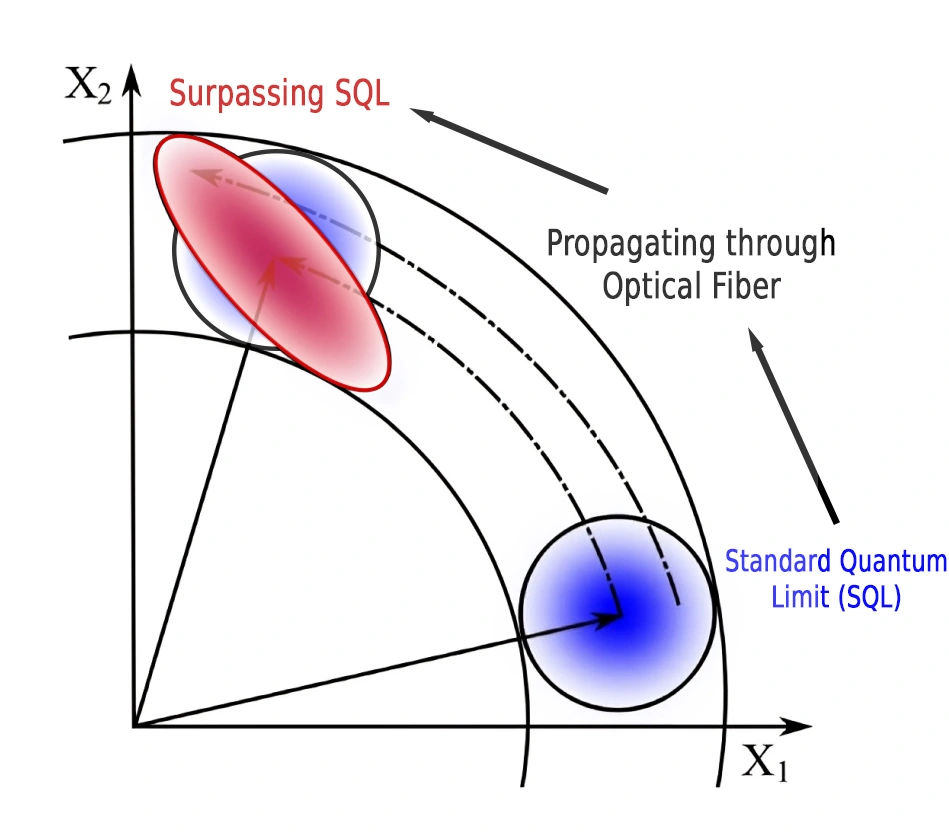 X₂
Surpassing SQL
Propagating through
Optical Fiber
Standard Quantum
Limit (SQL)
X₁